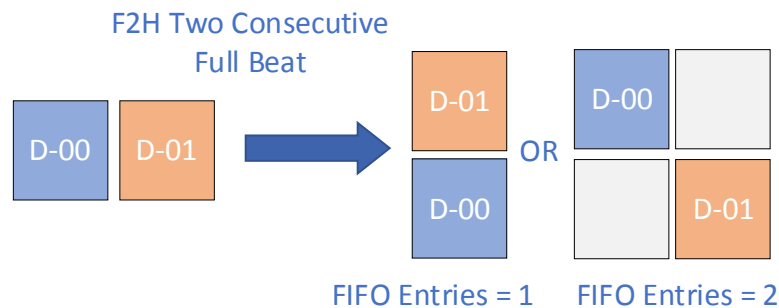 F2H Two Consecutive
Full Beat
D-00 D-01
D-01
D-00
OR
D-00
D-01
FIFO Entries = 1
FIFO Entries = 2